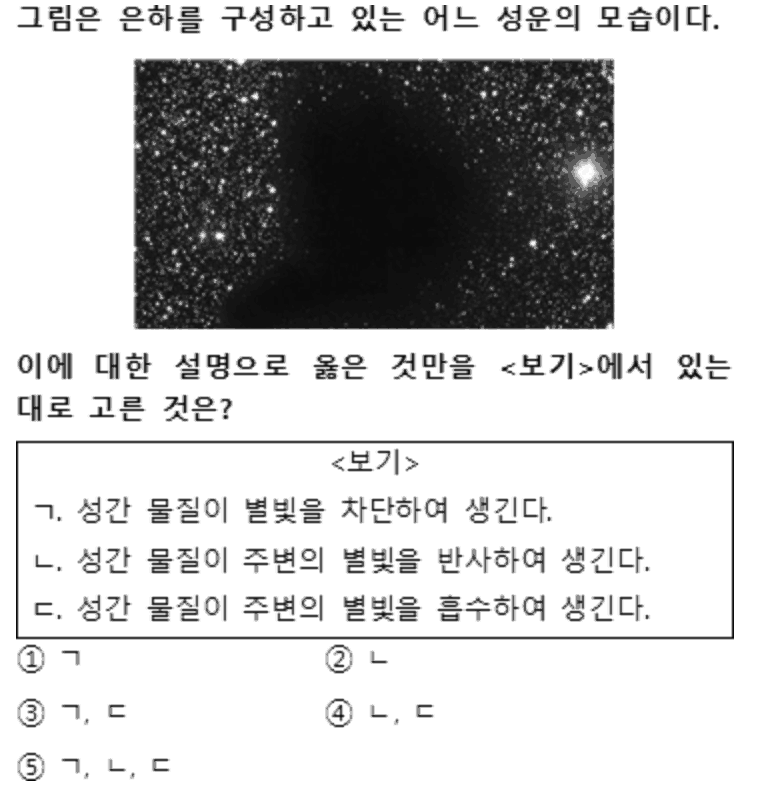 그림은 은하를 구성하고 있는 어느 성운의 모습이다.
이에 대한 설명으로 옳은 것만을 <보기>에서 있는
대로 고른 것은?
<보기>
ㄱ. 성간 물질이 별빛을 차단하여 생긴다.
ㄴ. 성간 물질이 주변의 별빛을 반사하여 생긴다.
ㄷ. 성간 물질이 주변의 별빛을 흡수하여 생긴다.
① ㄱ ② ㄴ
③ ㄱ, ㄷ ④ ㄴ, ㄷ
⑤ ㄱ, ㄴ, ㄷ